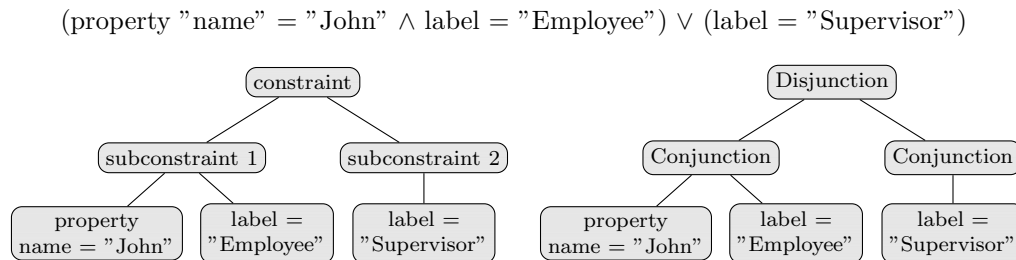 (property ”name” = ”John” ∧ label = ”Employee”) ∨ (label = ”Supervisor”)
constraint
subconstraint 1
subconstraint 2
property
name = ”John”
label =
”Employee”
label =
”Supervisor”
Disjunction
Conjunction
Conjunction
property
name = ”John”
label =
”Employee”
label =
”Supervisor”